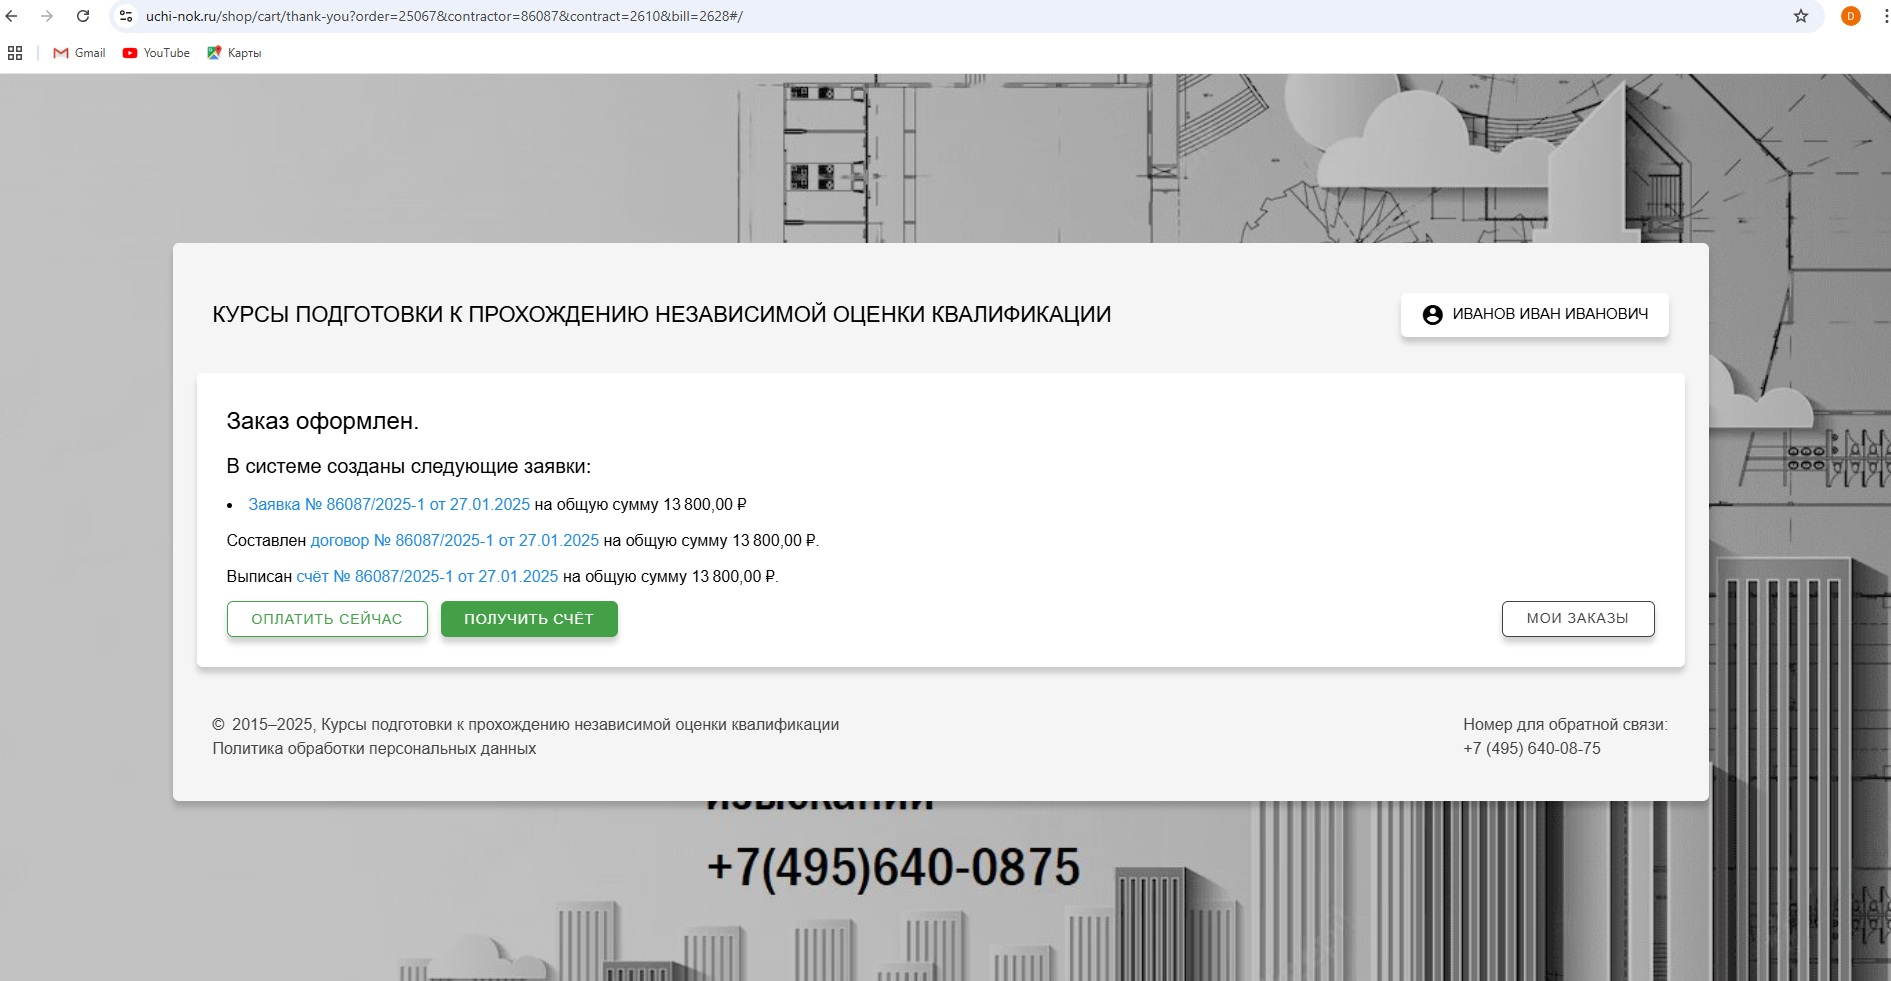 uchi-nok.ru/shop/cart/thank-you?order=25067&contractor=86087&contract=2610&bill=2628#/
D
Gmail
YouTube
Карты
КУРСЫ ПОДГОТОВКИ К ПРОХОЖДЕНИЮ НЕЗАВИСИМОЙ ОЦЕНКИ КВАЛИФИКАЦИИ
ИВАНОВ ИВАН ИВАНОВИЧ
Заказ оформлен.
В системе созданы следующие заявки:
• Заявка № 86087/2025-1 от 27.01.2025 на общую сумму 13 800,00 ₽
Составлен договор № 86087/2025-1 от 27.01.2025 на общую сумму 13 800,00 ₽.
Выписан счёт № 86087/2025-1 от 27.01.2025 на общую сумму 13 800,00 ₽.
ОПЛАТИТЬ СЕЙЧАС
ПОЛУЧИТЬ СЧЁТ
МОИ ЗАКАЗЫ
© 2015–2025, Курсы подготовки к прохождению независимой оценки квалификации
Политика обработки персональных данных
Номер для обратной связи:
+7 (495) 640-08-75
+7(495)640-0875